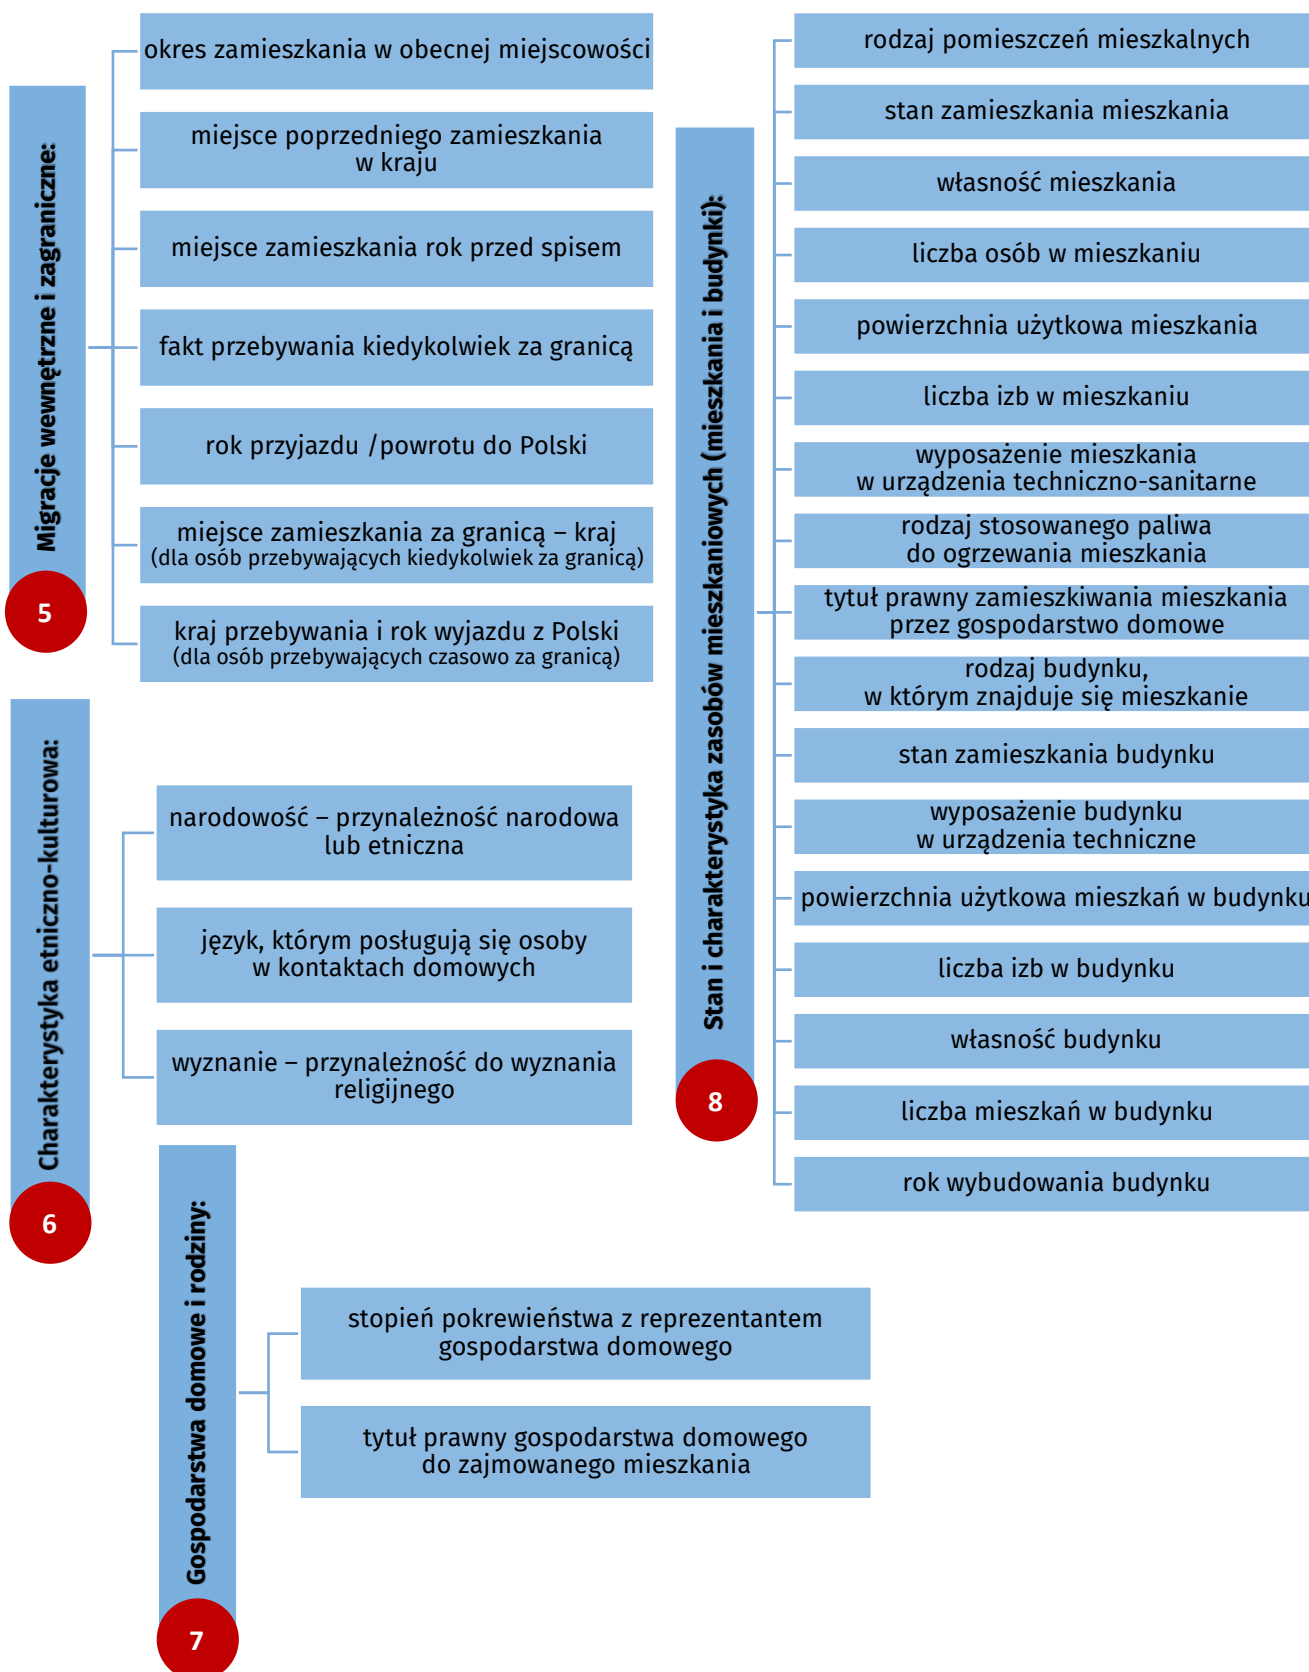 Migracje wewnętrzne i zagraniczne:
5
okres zamieszkania w obecnej miejscowości
miejsce poprzedniego zamieszkania
w kraju
miejsce zamieszkania rok przed spisem
fakt przebywania kiedykolwiek za granicą
rok przyjazdu /powrotu do Polski
miejsce zamieszkania za granicą – kraj
(dla osób przebywających kiedykolwiek za granicą)
kraj przebywania i rok wyjazdu z Polski
(dla osób przebywających czasowo za granicą)
Charakterystyka etniczno-kulturowa:
6
narodowość – przynależność narodowa
lub etniczna
język, którym posługują się osoby
w kontaktach domowych
wyznanie – przynależność do wyznania
religijnego
Gospodarstwa domowe i rodziny:
7
stopień pokrewieństwa z reprezentantem
gospodarstwa domowego
tytuł prawny gospodarstwa domowego
do zajmowanego mieszkania
Stan i charakterystyka zasobów mieszkaniowych (mieszkania i budynki):
8
rodzaj pomieszczeń mieszkalnych
stan zamieszkania mieszkania
własność mieszkania
liczba osób w mieszkaniu
powierzchnia użytkowa mieszkania
liczba izb w mieszkaniu
wyposażenie mieszkania
w urządzenia techniczno-sanitarne
rodzaj stosowanego paliwa
do ogrzewania mieszkania
tytuł prawny zamieszkiwania mieszkania
przez gospodarstwo domowe
rodzaj budynku,
w którym znajduje się mieszkanie
stan zamieszkania budynku
wyposażenie budynku
w urządzenia techniczne
powierzchnia użytkowa mieszkań w budynku
liczba izb w budynku
własność budynku
liczba mieszkań w budynku
rok wybudowania budynku